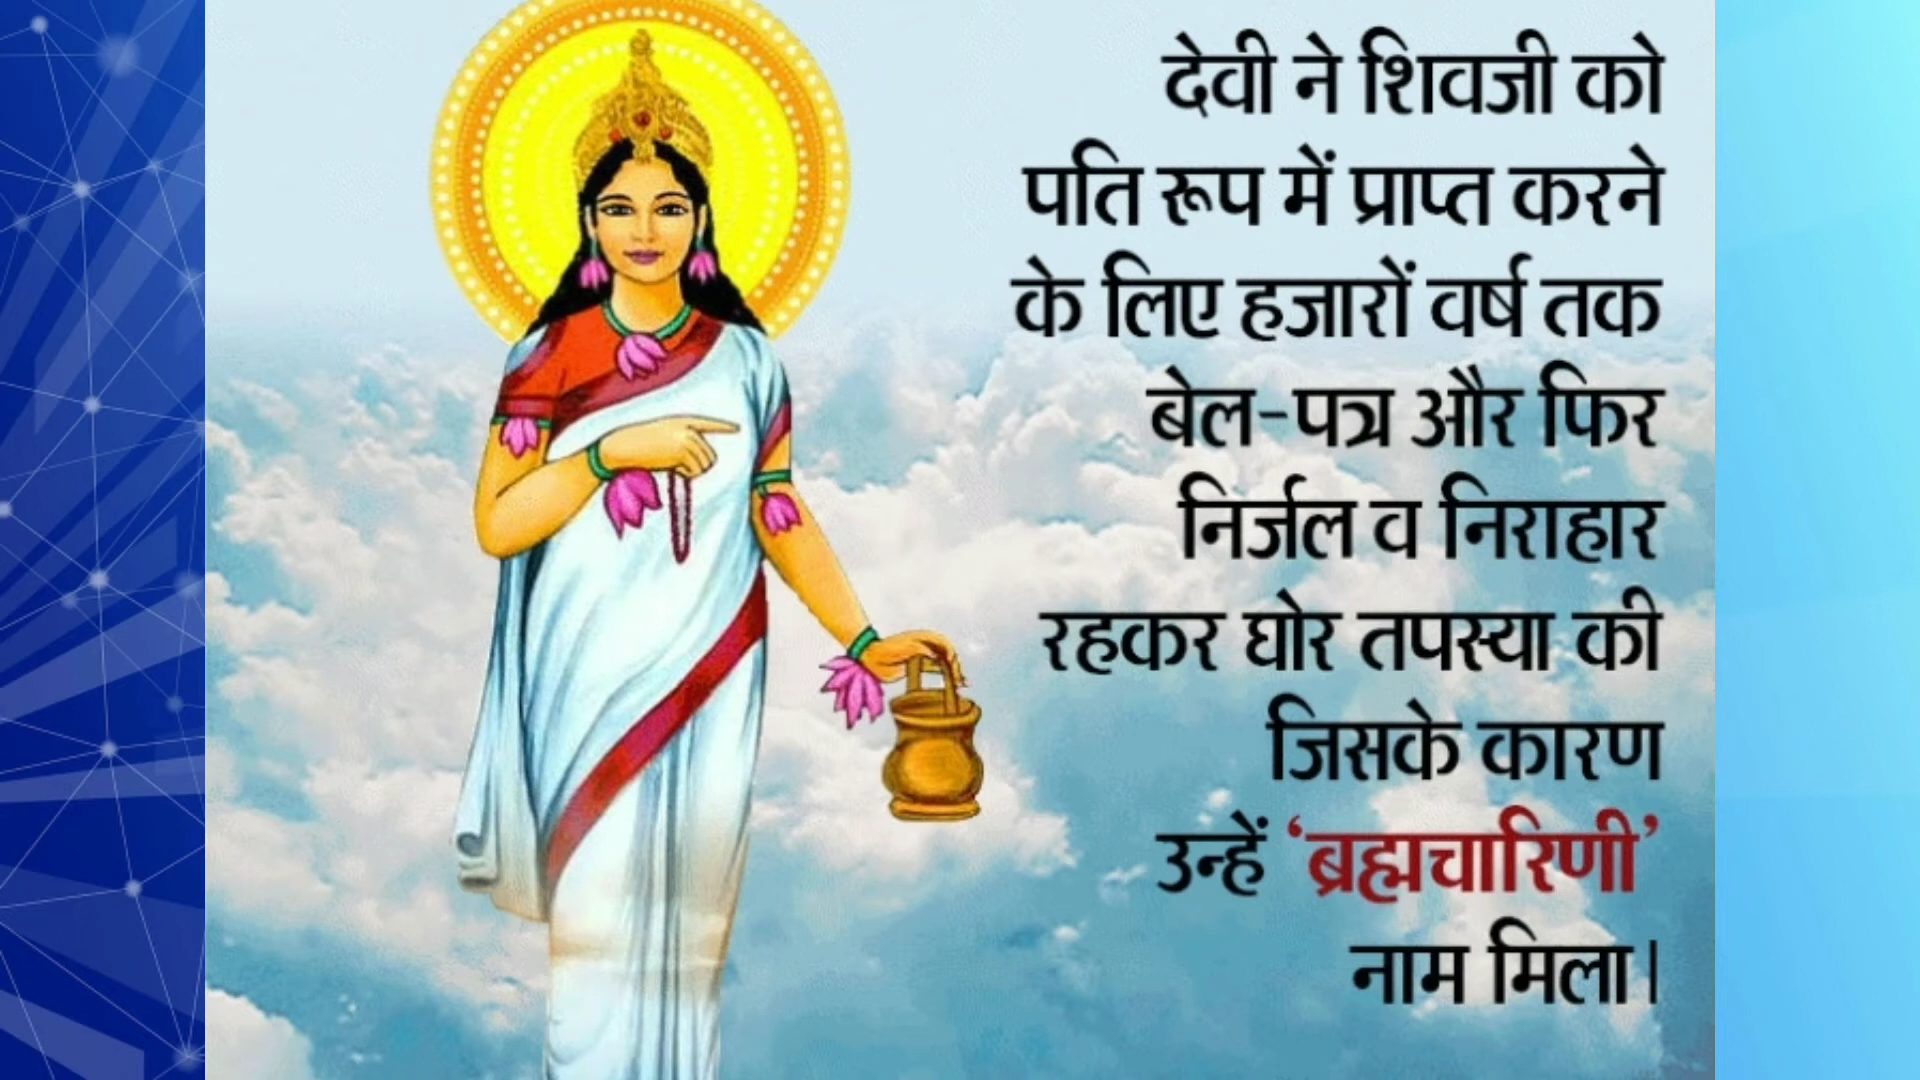 देवी ने शिवजी को
पति रूप में प्राप्त करने
के लिए हजारों वर्ष तक
बेल-पत्र और फिर
निर्जल व निराहार
रहकर घोर तपस्या की
जिसके कारण
उन्हें ‘ब्रह्मचारिणी’
नाम मिला।